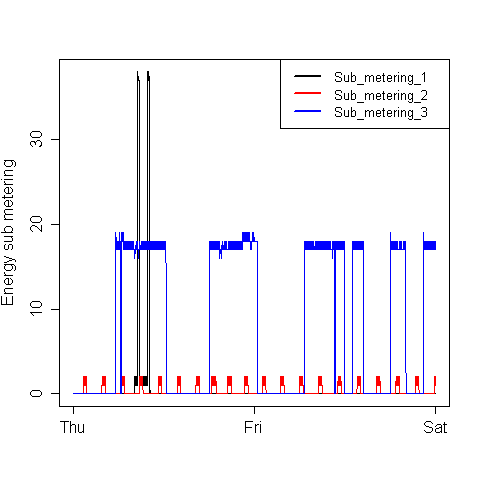 Sub_metering_1
Sub_metering_2
Sub_metering_3
Energy sub metering
30
20
10
0
Thu Fri Sat